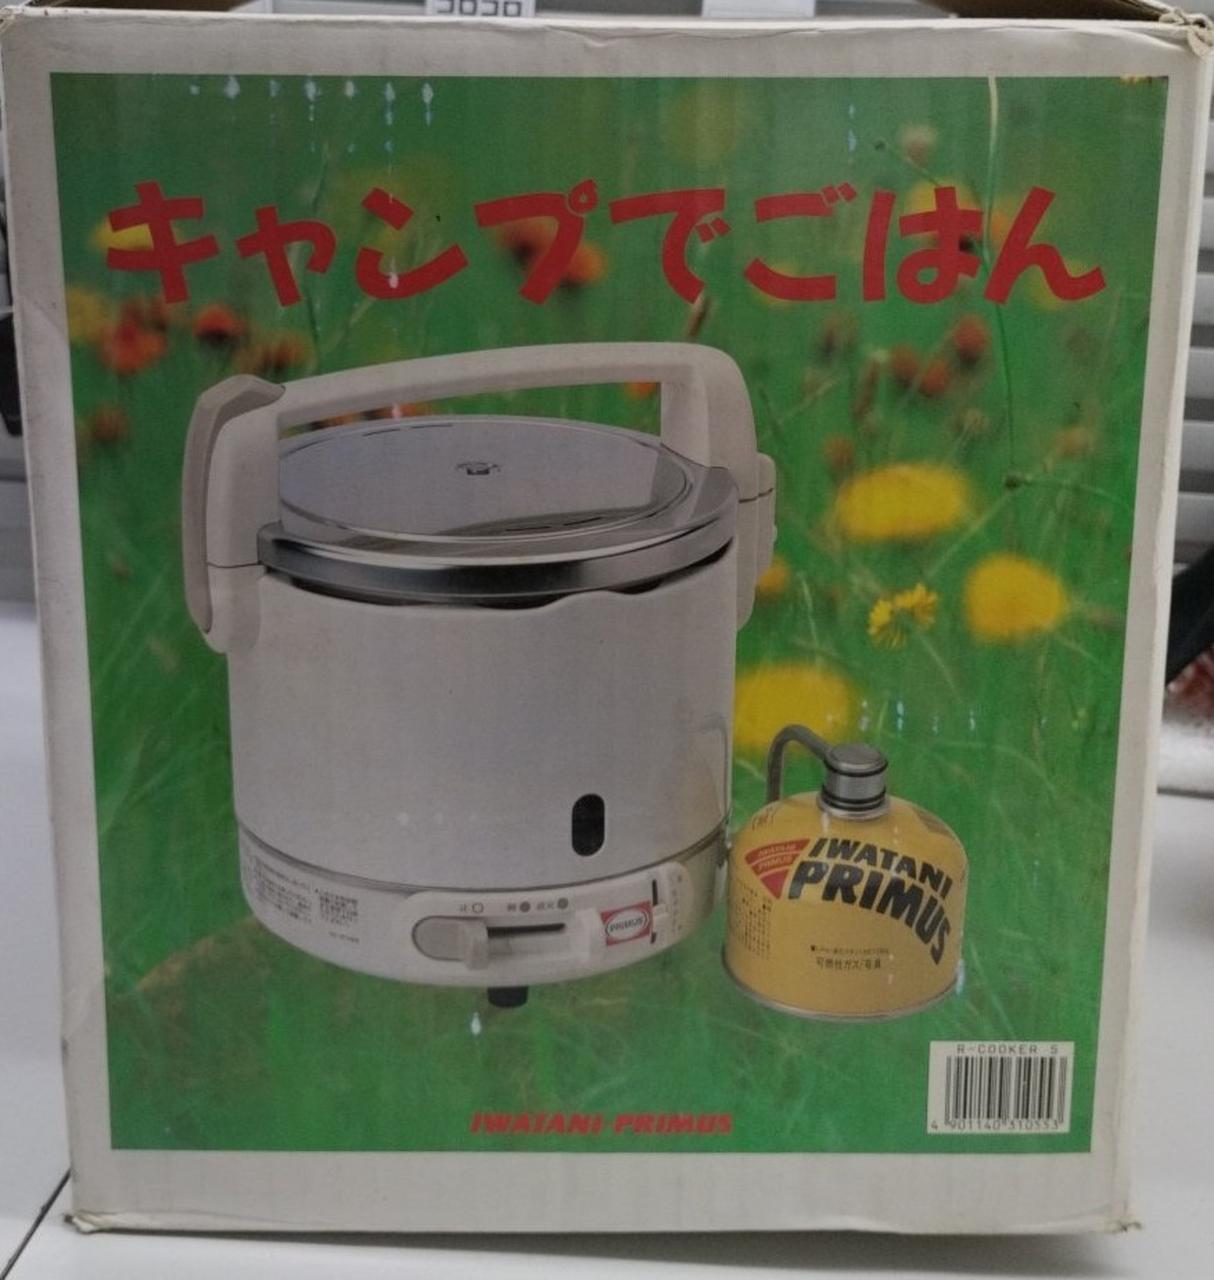 キャンプでごはん
PRIMUS
IWATANI
PRIMUS
可燃性ガス/容器
R-COOKER S
4 901140 310553
IWATANI-PRIMUS